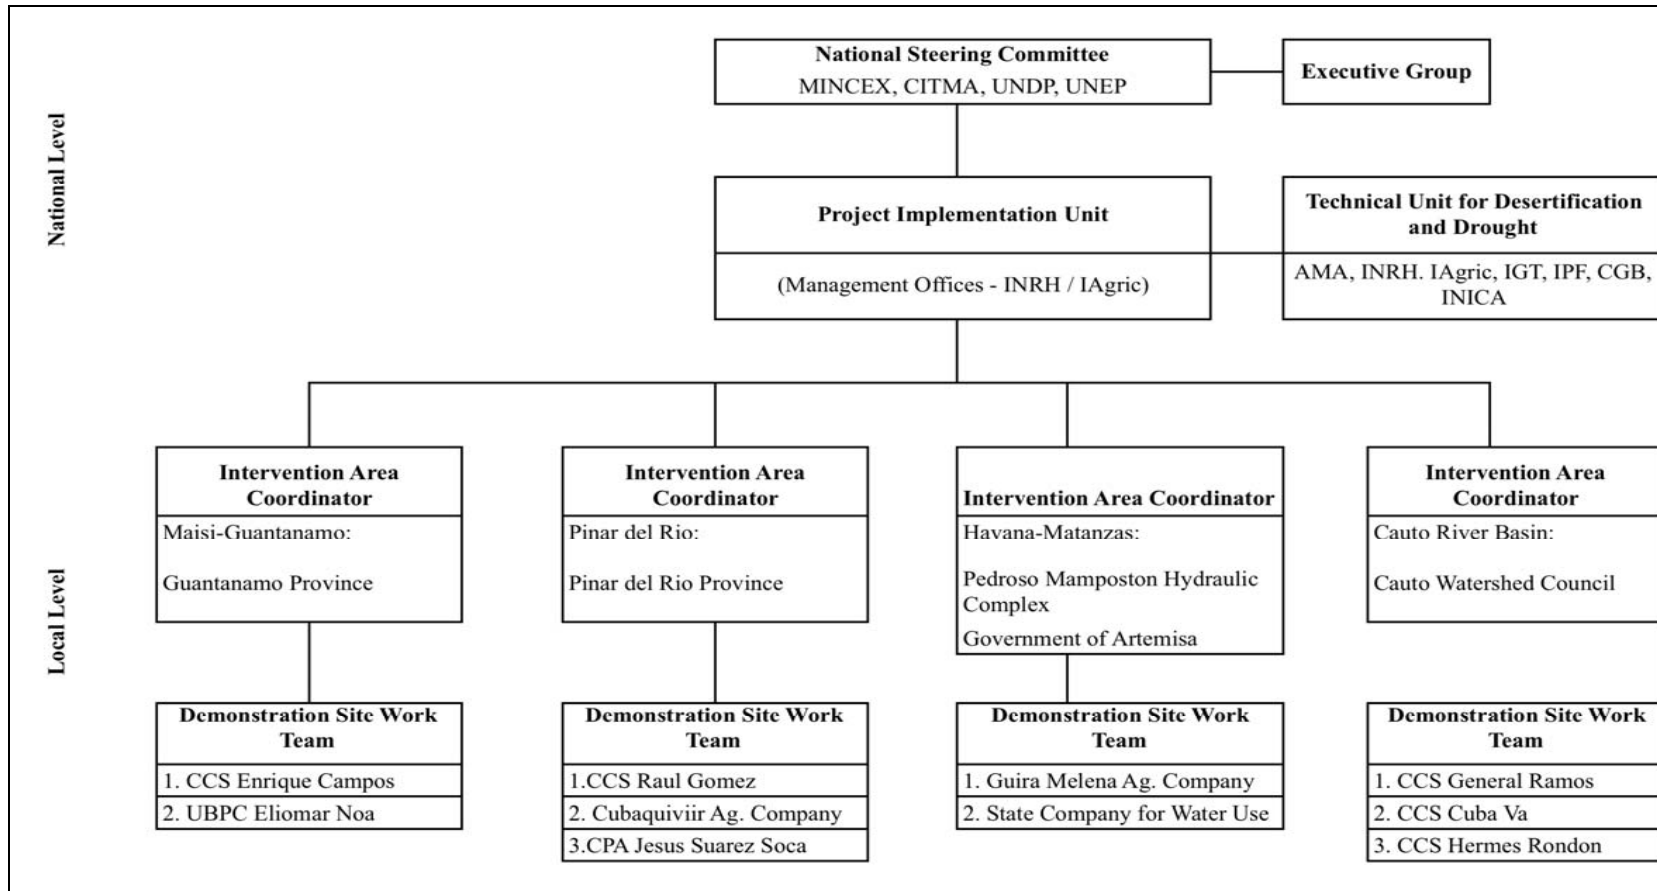 National Level
National Steering Committee
MINCEX, CITMA, UNDP, UNEP
Executive Group
Project Implementation Unit
(Management Offices - INRH / IAgric)
Technical Unit for Desertification
and Drought
AMA, INRH. IAgric, IGT, IPF, CGB,
INICA
Local Level
Intervention Area
Coordinator
Maisi-Guantanamo:
Guantanamo Province
Intervention Area
Coordinator
Pinar del Rio:
Pinar del Rio Province
Intervention Area Coordinator
Havana-Matanzas:
Pedroso Mamposton Hydraulic
Complex
Government of Artemisa
Intervention Area
Coordinator
Cauto River Basin:
Cauto Watershed Council
Demonstration Site Work
Team
1. CCS Enrique Campos
2. UBPC Eliomar Noa
Demonstration Site Work
Team
1.CCS Raul Gomez
2. Cubaquiviir Ag. Company
3.CPA Jesus Suarez Soca
Demonstration Site Work
Team
1. Guira Melena Ag. Company
2. State Company for Water Use
Demonstration Site Work
Team
1. CCS General Ramos
2. CCS Cuba Va
3. CCS Hermes Rondon